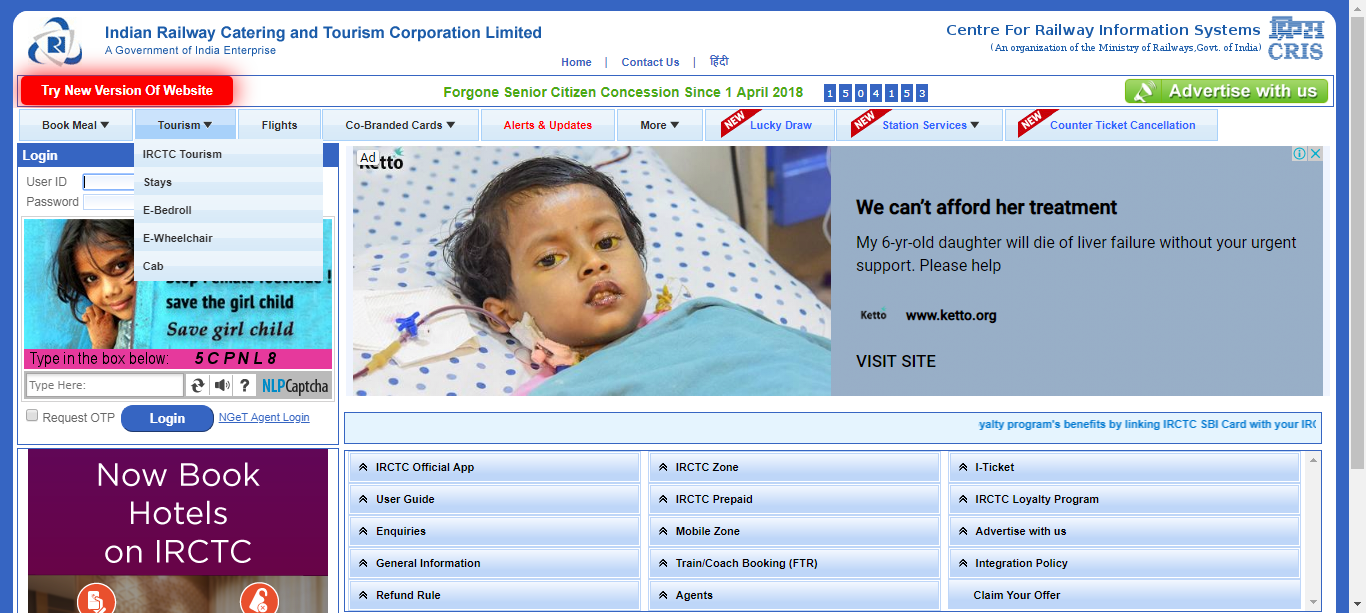 Indian Railway Catering and Tourism Corporation Limited
A Government of India Enterprise
Centre For Railway Information Systems
(An organization of the Ministry of Railways,Govt. of India)
CRIS
Home | Contact Us | हिंदी
Try New Version Of Website
Forgone Senior Citizen Concession Since 1 April 2018 1 5 0 4 1 5 3
Advertise with us
Book Meal Tourism Flights Co-Branded Cards Alerts & Updates More NEW Lucky Draw NEW Station Services NEW Counter Ticket Cancellation
IRCTC Tourism
Stays
E-Bedroll
E-Wheelchair
Cab
Login
User ID
Password
save the girl child
Save girl child
Type in the box below: 5CPNL8
Type Here: ? NLPCaptcha
Request OTP Login NGeT Agent Login
Now Book
Hotels
on IRCTC
Ad
Ketto
We can't afford her treatment
My 6-yr-old daughter will die of liver failure without your urgent
support. Please help
Ketto www.ketto.org
VISIT SITE
yalty program's benefits by linking IRCTC SBI Card with your IRC
IRCTC Official App IRCTC Zone I-Ticket
User Guide IRCTC Prepaid IRCTC Loyalty Program
Enquiries Mobile Zone Advertise with us
General Information Train/Coach Booking (FTR) Integration Policy
Refund Rule Agents Claim Your Offer